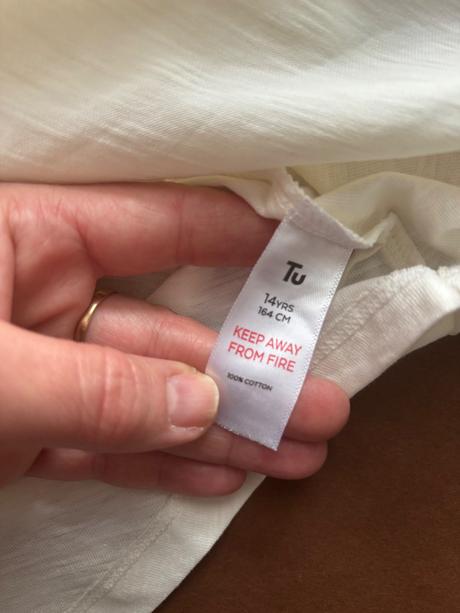 Tu
14YRS
164 CM
KEEP AWAY
FROM FIRE
100% COTTON